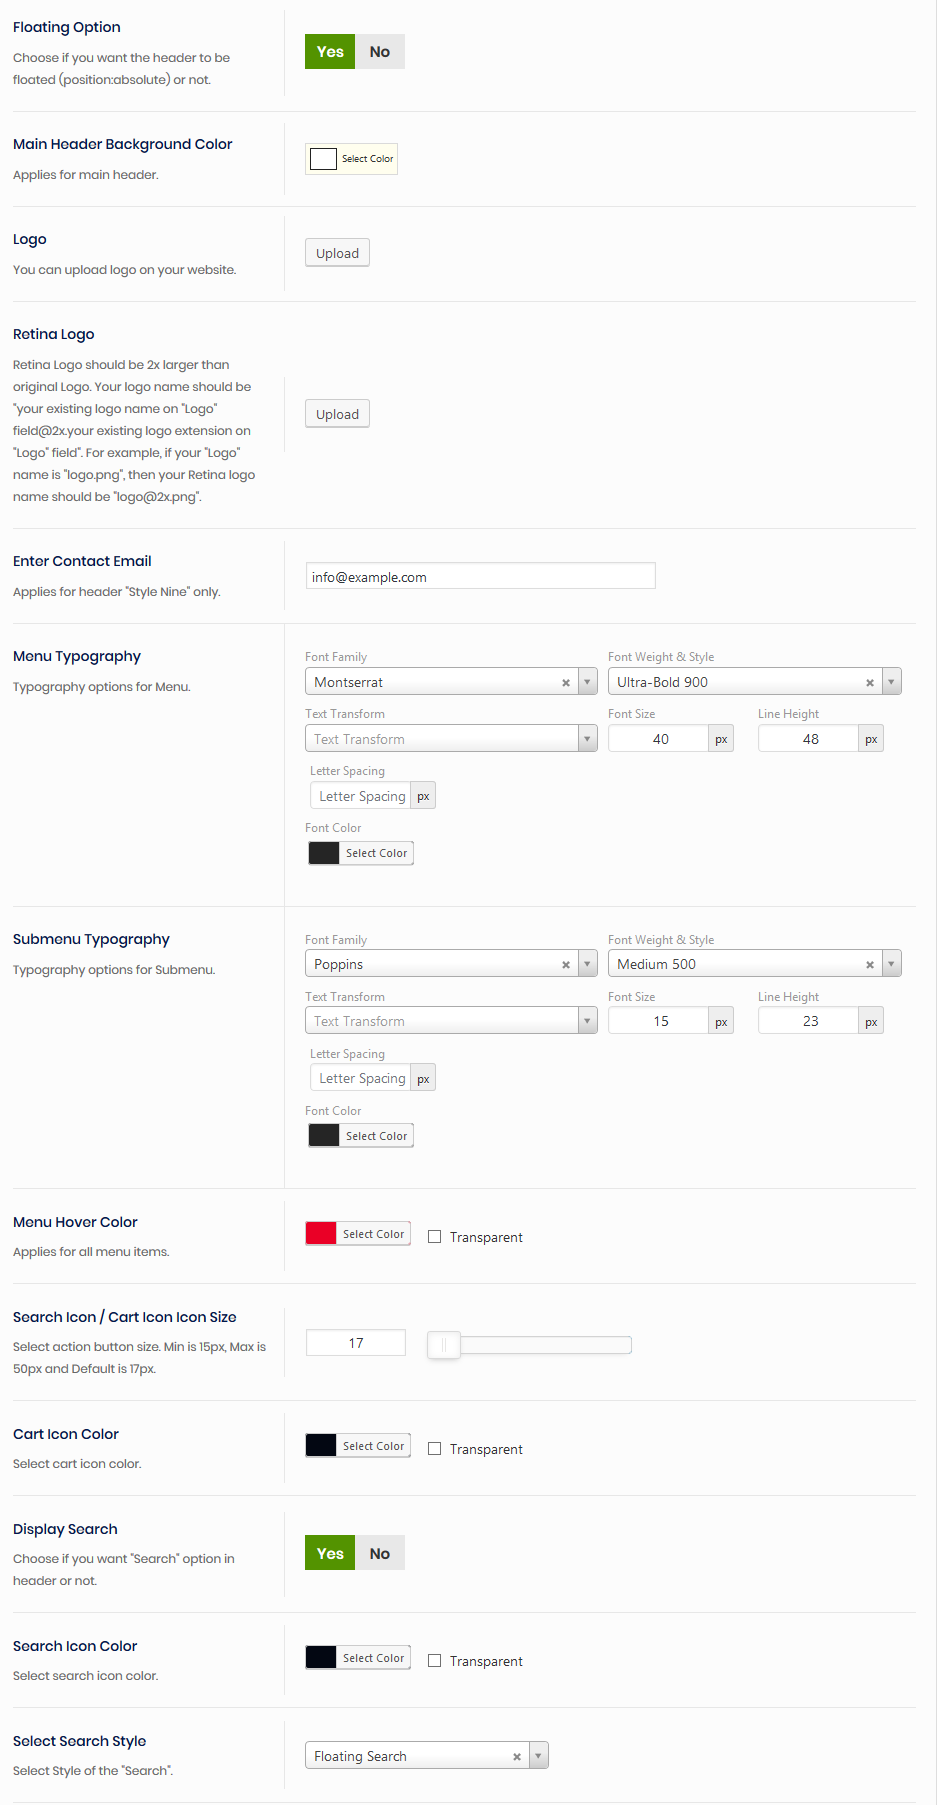 Floating Option
Choose if you want the header to be
floated (position:absolute) or not.
Yes No
Main Header Background Color
Applies for main header.
Select Color
Logo
You can upload logo on your website.
Upload
Retina Logo
Retina Logo should be 2x larger than
original Logo. Your logo name should be
"your existing logo name on "Logo"
field@2x.your existing logo extension on
"Logo" field". For example, if your "Logo"
name is "logo.png", then your Retina logo
name should be "logo@2x.png".
Upload
Enter Contact Email
Applies for header "Style Nine" only.
info@example.com
Menu Typography
Typography options for Menu.
Font Family Font Weight & Style
Montserrat Ultra-Bold 900
Text Transform Font Size Line Height
Text Transform 40 px 48 px
Letter Spacing
Letter Spacing px
Font Color
Select Color
Submenu Typography
Typography options for Submenu.
Font Family Font Weight & Style
Poppins Medium 500
Text Transform Font Size Line Height
Text Transform 15 px 23 px
Letter Spacing
Letter Spacing px
Font Color
Select Color
Menu Hover Color
Applies for all menu items.
Select Color Transparent
Search Icon / Cart Icon Icon Size
Select action button size. Min is 15px, Max is
50px and Default is 17px.
17
Cart Icon Color
Select cart icon color.
Select Color Transparent
Display Search
Choose if you want "Search" option in
header or not.
Yes No
Search Icon Color
Select search icon color.
Select Color Transparent
Select Search Style
Select Style of the "Search".
Floating Search